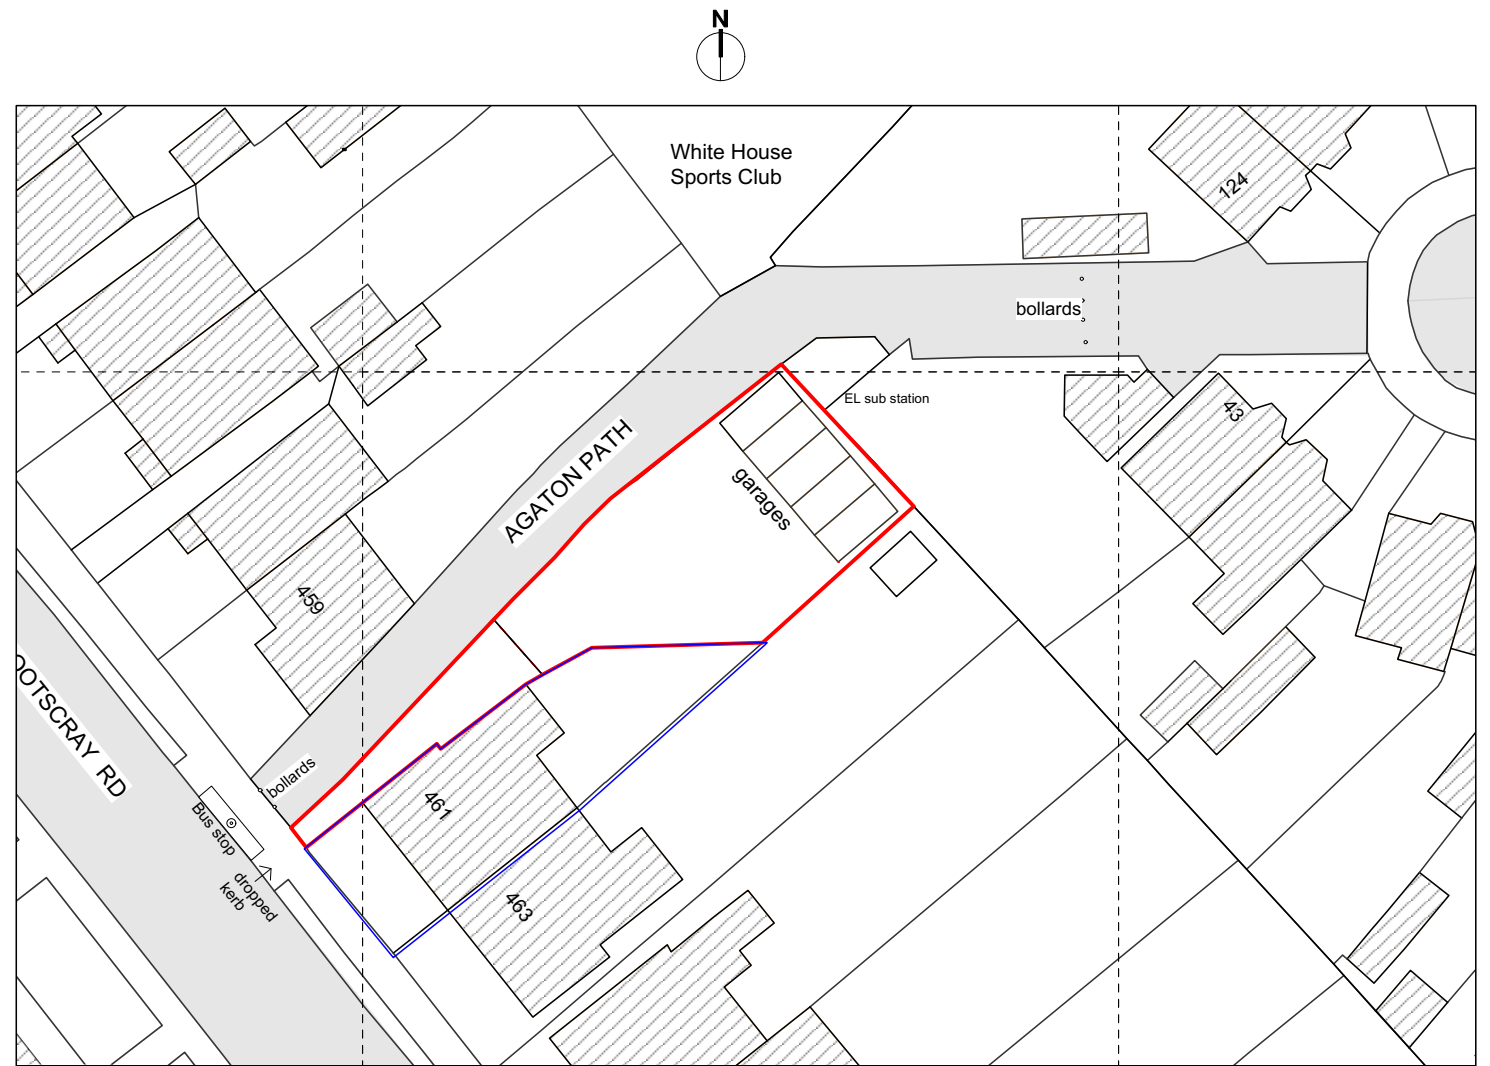 N
White House
Sports Club
124
bollards
EL sub station
43
AGATON PATH
garages
459
OOTSCRAY RD
bollards
Bus stop
dropped
kerb
461
463